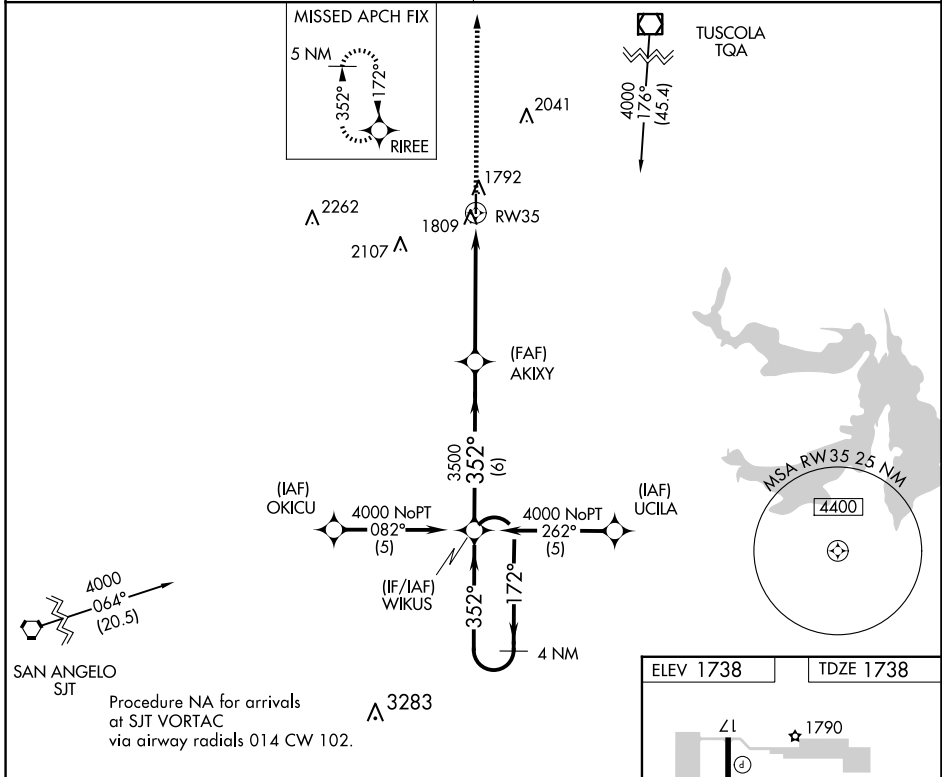 MISSED APCH FIX
5 NM
352°
172°
RIREE
TUSCOLA
TQA
4000
176°
(45.4)
2041
1792
2262
1809
RW35
2107
(FAF)
AKIXY
3500
352°
(6)
MSA RW35 25 NM
4400
(IAF)
OKICU
4000 NoPT
082°
(5)
(IAF)
UCILA
4000 NoPT
262°
(5)
(IF/IAF)
WIKUS
352°
172°
4 NM
4000
064°
(20.5)
SAN ANGELO
SJT
Procedure NA for arrivals
at SJT VORTAC
via airway radials 014 CW 102.
3283
ELEV 1738
TDZE 1738
17
1790
P